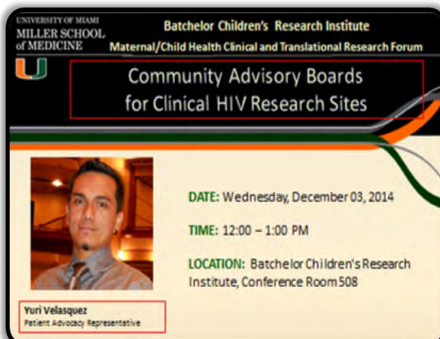 UNIVERSITY OF MIAMI
MILLER SCHOOL
of MEDICINE
Batchelor Children's Research Institute
Maternal/Child Health Clinical and Translational Research Forum
Community Advisory Boards
for Clinical HIV Research Sites
DATE: Wednesday, December 03, 2014
TIME: 12:00 – 1:00 PM
LOCATION: Batchelor Children's Research
Institute, Conference Room 508
Yuri Velasquez
Patient Advocacy Representative